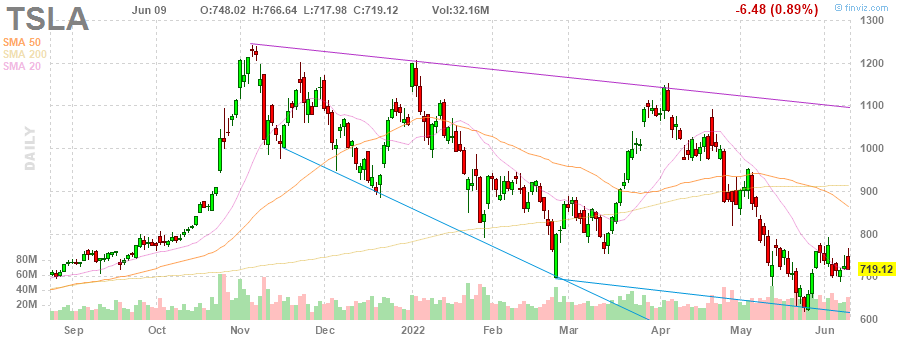 TSLA
Jun 09 O:748.02 H:766.64 L:717.98 C:719.12 Vol:32.16M -6.48 (0.89%)
finviz.com
SMA 50
SMA 200
SMA 20
DAILY
1300
1200
1100
1000
900
800
719.12
600
80M
60M
40M
20M
Sep Oct Nov Dec 2022 Feb Mar Apr May Jun